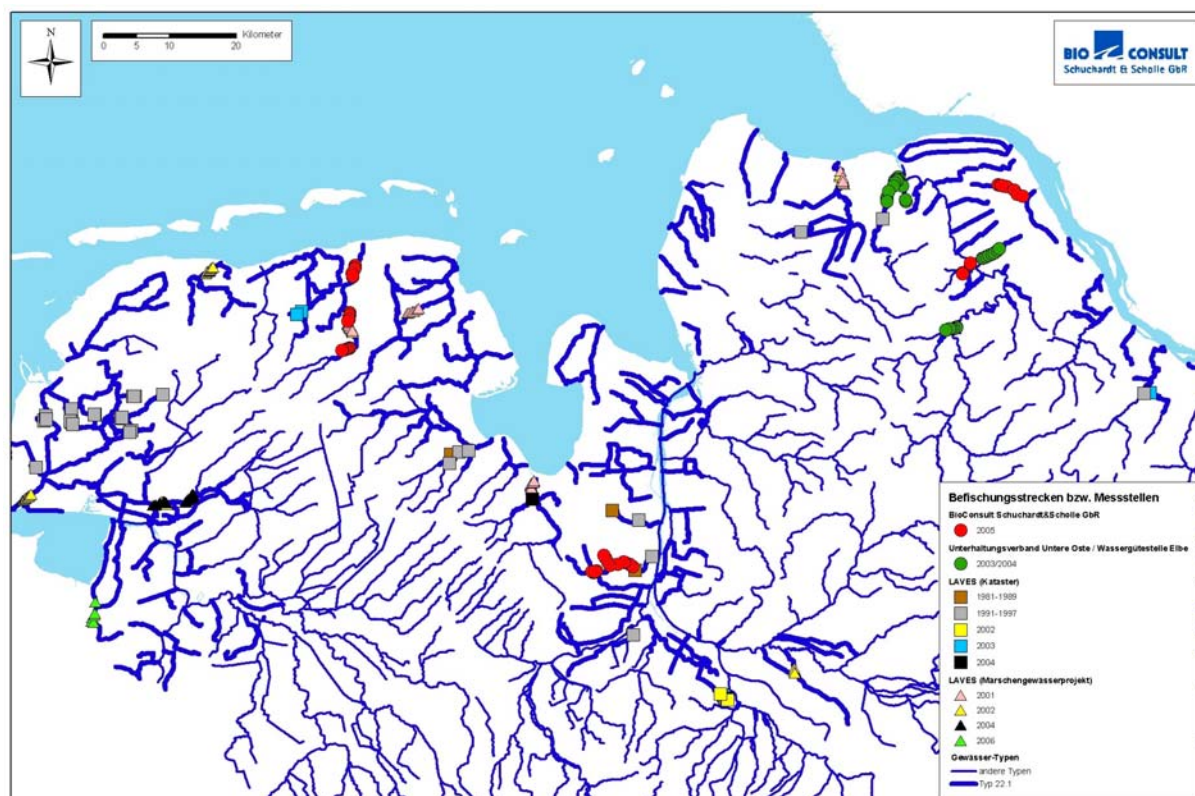 N
Kilometer
0 5 10 20
BIO CONSULT
Schuchardt & Scholle GbR
Befischungsstrecken bzw. Messstellen
BioConsult Schuchardt&Scholle GbR
2005
Unterhaltungsverband Untere Oste / Wassergütestelle Elbe
2003/2004
LAVES (Kataster)
1981-1989
1991-1997
2002
2003
2004
LAVES (Marschengewässerprojekt)
2001
2002
2004
2006
Gewässer-Typen
andere Typen
Typ 22.1